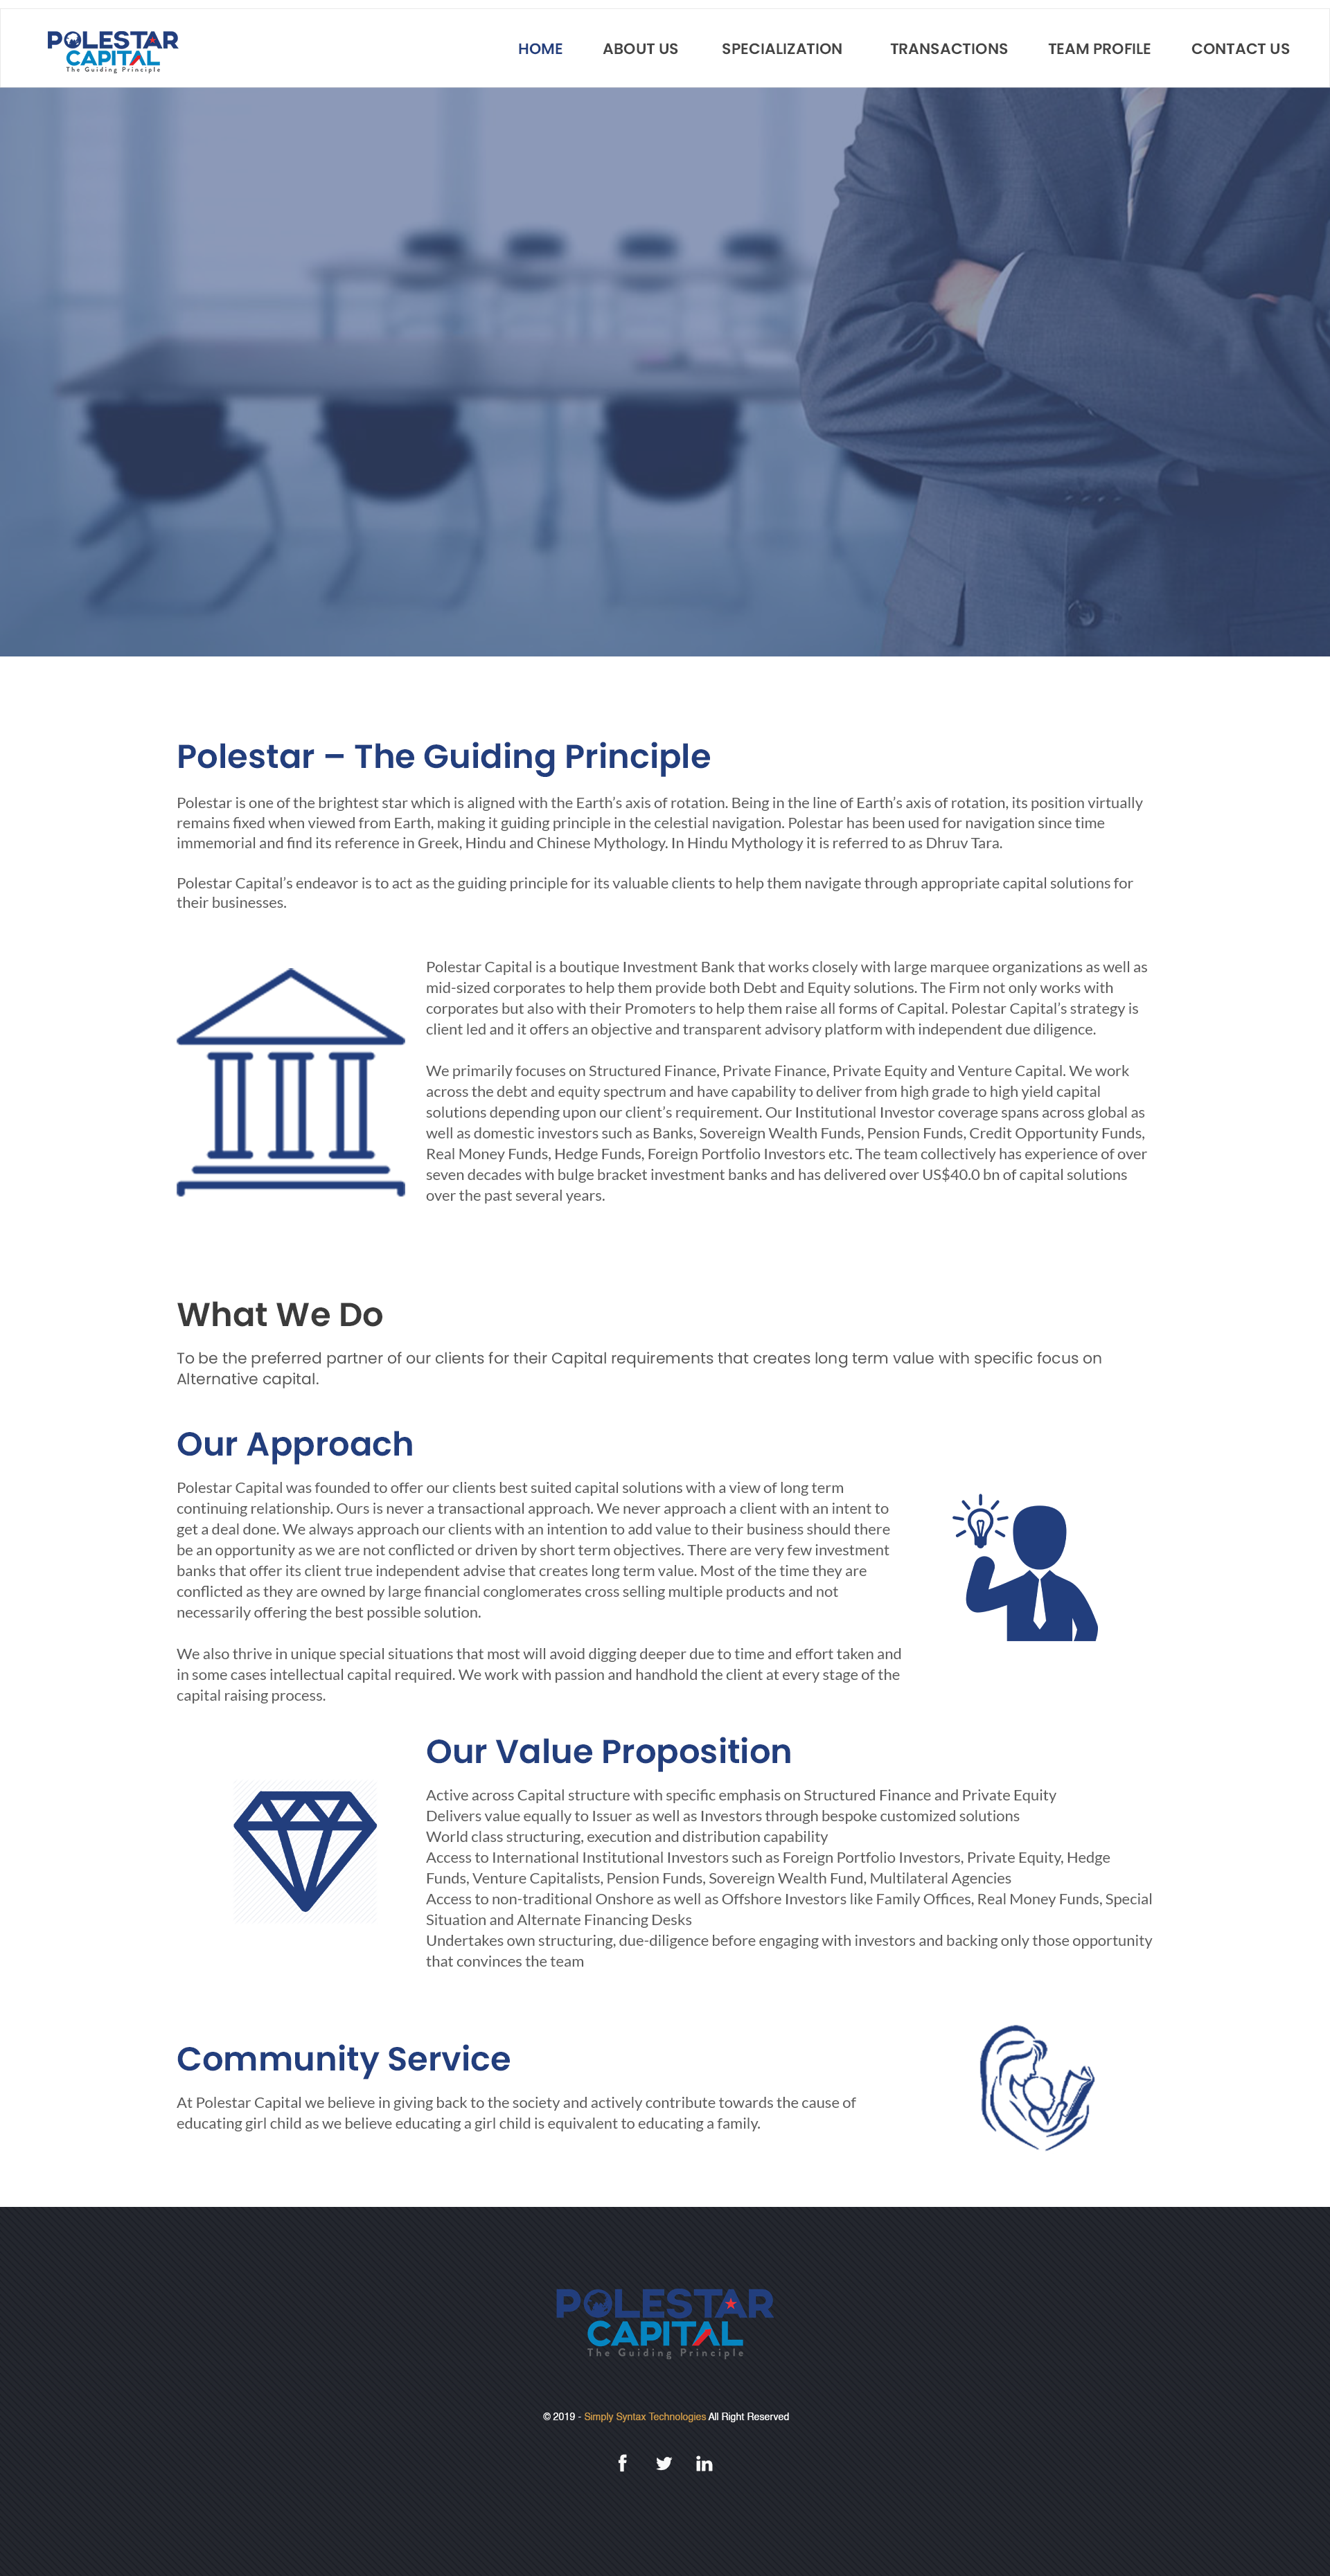 POLESTAR
CAPITAL
The Guiding Principle
HOME
ABOUT US
SPECIALIZATION
TRANSACTIONS
TEAM PROFILE
CONTACT US
Polestar – The Guiding Principle
Polestar is one of the brightest star which is aligned with the Earth’s axis of rotation. Being in the line of Earth’s axis of rotation, its position virtually
remains fixed when viewed from Earth, making it guiding principle in the celestial navigation. Polestar has been used for navigation since time
immemorial and find its reference in Greek, Hindu and Chinese Mythology. In Hindu Mythology it is referred to as Dhruv Tara.
Polestar Capital’s endeavor is to act as the guiding principle for its valuable clients to help them navigate through appropriate capital solutions for
their businesses.
Polestar Capital is a boutique Investment Bank that works closely with large marquee organizations as well as
mid-sized corporates to help them provide both Debt and Equity solutions. The Firm not only works with
corporates but also with their Promoters to help them raise all forms of Capital. Polestar Capital’s strategy is
client led and it offers an objective and transparent advisory platform with independent due diligence.
We primarily focuses on Structured Finance, Private Finance, Private Equity and Venture Capital. We work
across the debt and equity spectrum and have capability to deliver from high grade to high yield capital
solutions depending upon our client’s requirement. Our Institutional Investor coverage spans across global as
well as domestic investors such as Banks, Sovereign Wealth Funds, Pension Funds, Credit Opportunity Funds,
Real Money Funds, Hedge Funds, Foreign Portfolio Investors etc. The team collectively has experience of over
seven decades with bulge bracket investment banks and has delivered over US$40.0 bn of capital solutions
over the past several years.
What We Do
To be the preferred partner of our clients for their Capital requirements that creates long term value with specific focus on
Alternative capital.
Our Approach
Polestar Capital was founded to offer our clients best suited capital solutions with a view of long term
continuing relationship. Ours is never a transactional approach. We never approach a client with an intent to
get a deal done. We always approach our clients with an intention to add value to their business should there
be an opportunity as we are not conflicted or driven by short term objectives. There are very few investment
banks that offer its client true independent advise that creates long term value. Most of the time they are
conflicted as they are owned by large financial conglomerates cross selling multiple products and not
necessarily offering the best possible solution.
We also thrive in unique special situations that most will avoid digging deeper due to time and effort taken and
in some cases intellectual capital required. We work with passion and handhold the client at every stage of the
capital raising process.
Our Value Proposition
Active across Capital structure with specific emphasis on Structured Finance and Private Equity
Delivers value equally to Issuer as well as Investors through bespoke customized solutions
World class structuring, execution and distribution capability
Access to International Institutional Investors such as Foreign Portfolio Investors, Private Equity, Hedge
Funds, Venture Capitalists, Pension Funds, Sovereign Wealth Fund, Multilateral Agencies
Access to non-traditional Onshore as well as Offshore Investors like Family Offices, Real Money Funds, Special
Situation and Alternate Financing Desks
Undertakes own structuring, due-diligence before engaging with investors and backing only those opportunity
that convinces the team
Community Service
At Polestar Capital we believe in giving back to the society and actively contribute towards the cause of
educating girl child as we believe educating a girl child is equivalent to educating a family.
POLESTAR
CAPITAL
The Guiding Principle
© 2019 - Simply Syntax Technologies All Right Reserved